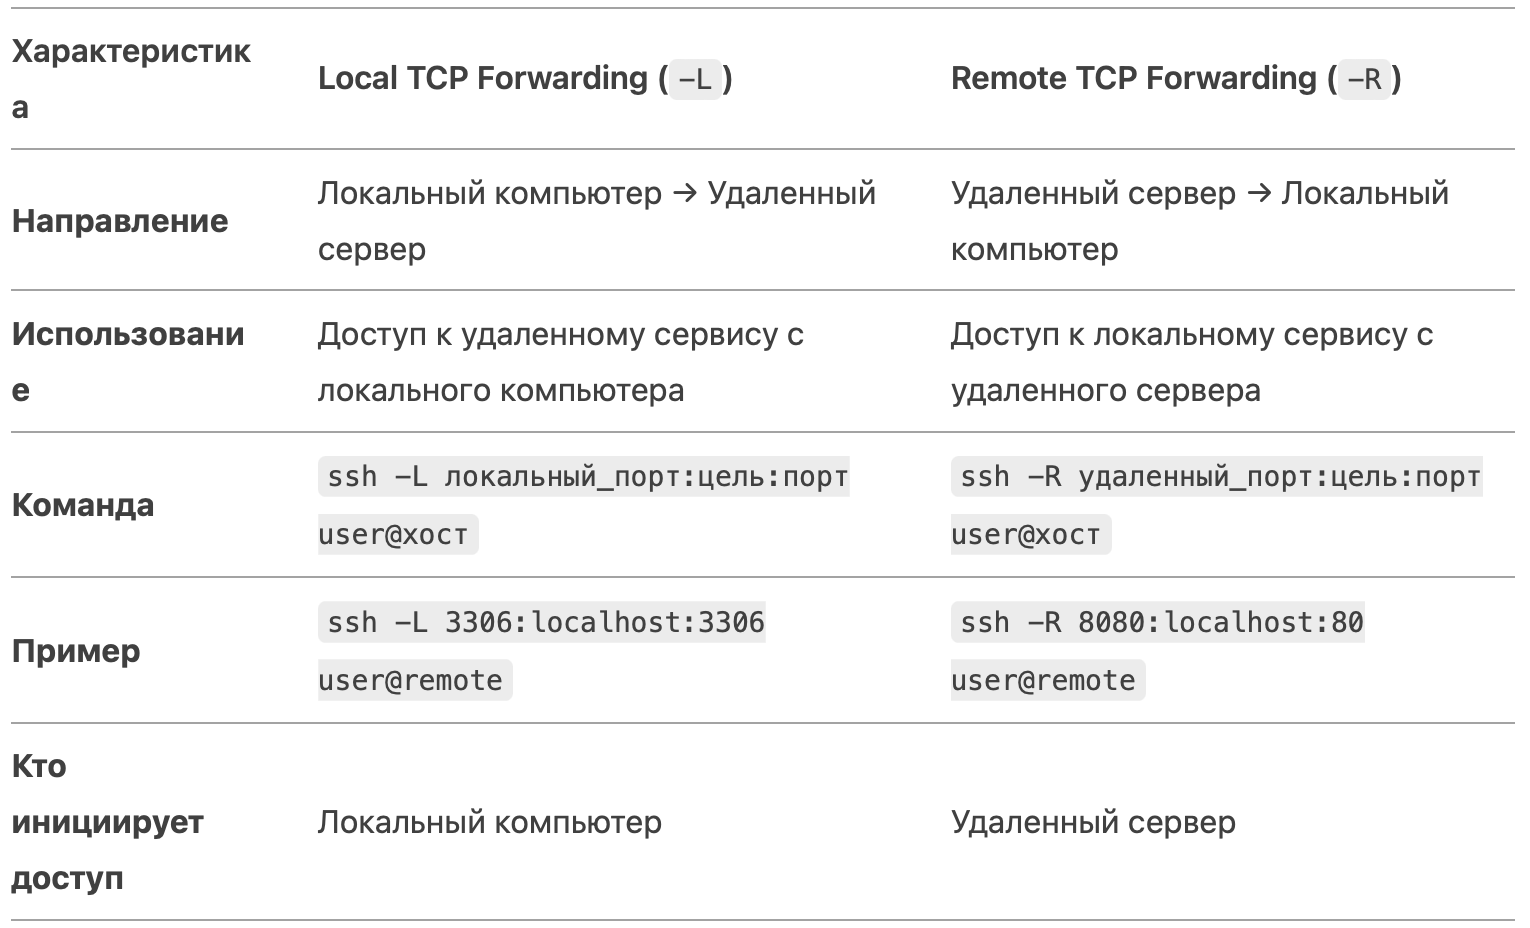 Характеристик
а
Local TCP Forwarding ( -L )
Remote TCP Forwarding ( -R )
Направление
Локальный компьютер → Удаленный
сервер
Удаленный сервер → Локальный
компьютер
Использовани
е
Доступ к удаленному сервису с
локального компьютера
Доступ к локальному сервису с
удаленного сервера
Команда
ssh -L локальный_порт:цель:порт
user@хост
ssh -R удаленный_порт:цель:порт
user@хост
Пример
ssh -L 3306:localhost:3306
user@remote
ssh -R 8080:localhost:80
user@remote
Кто
инициирует
доступ
Локальный компьютер
Удаленный сервер